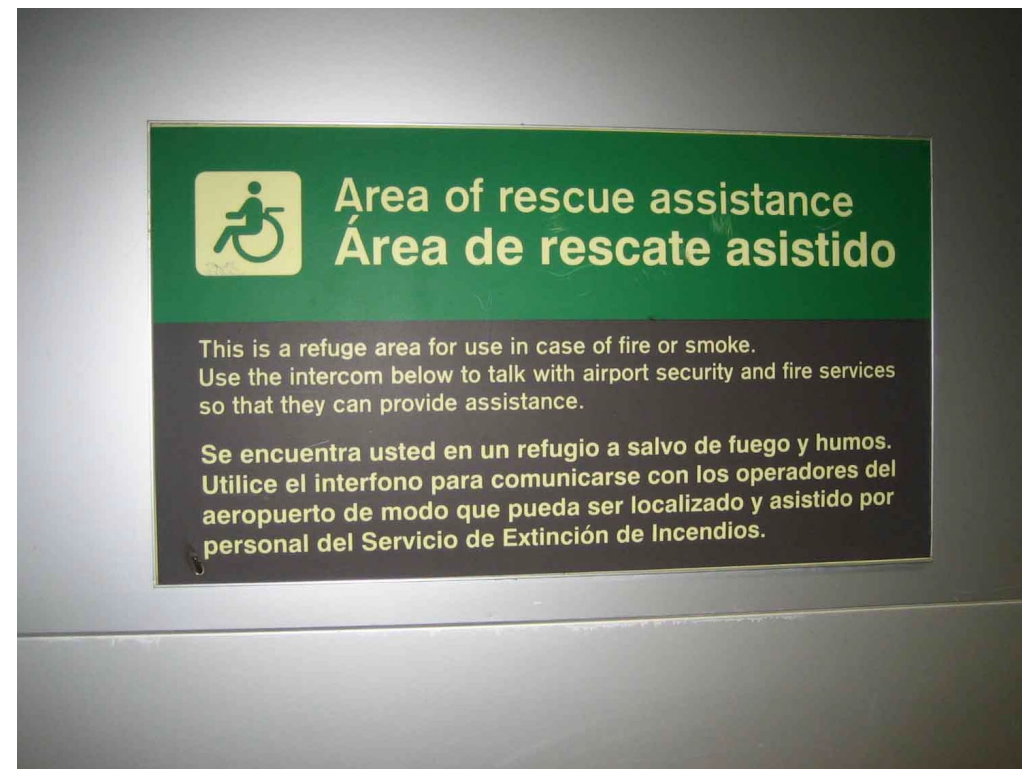 Area of rescue assistance
Área de rescate asistido
This is a refuge area for use in case of fire or smoke.
Use the intercom below to talk with airport security and fire services
so that they can provide assistance.
Se encuentra usted en un refugio a salvo de fuego y humos.
Utilice el interfono para comunicarse con los operadores del
aeropuerto de modo que pueda ser localizado y asistido por
personal del Servicio de Extinción de Incendios.